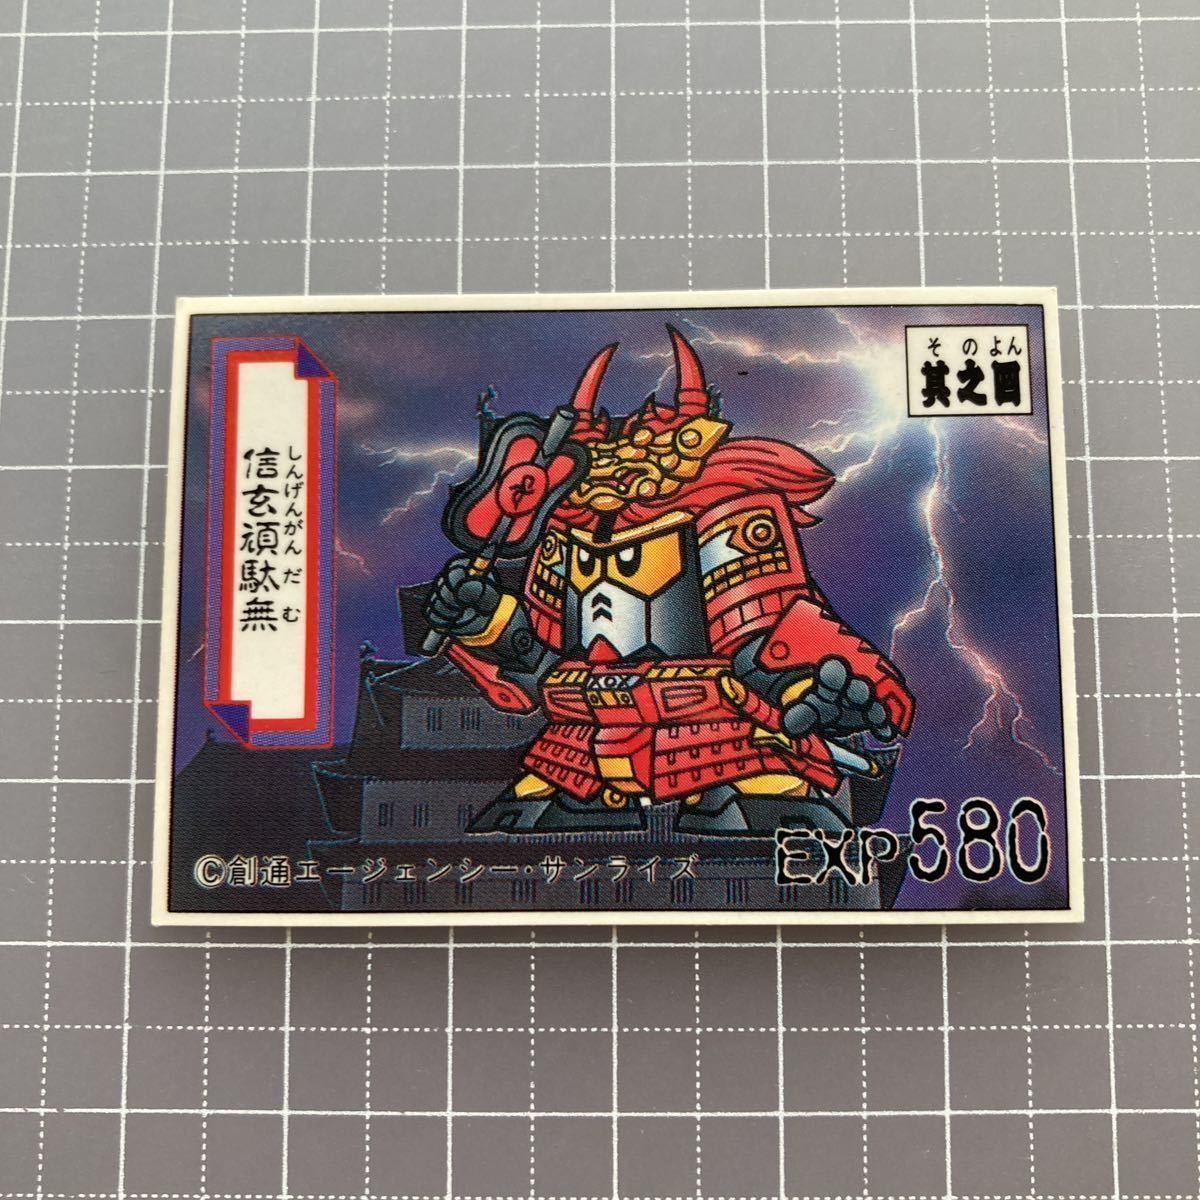 そのよん
其之四
信玄頑駄無
しんげんがんだむ
EXP580
©創通エージェンシー・サンライズ